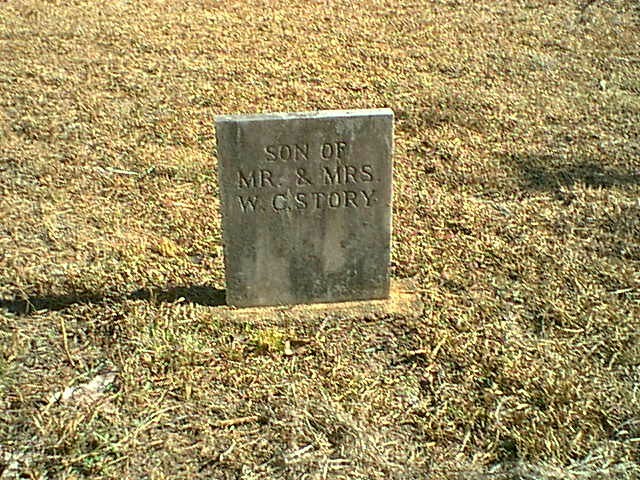 SON OF
MR. & MRS.
W. C. STORY